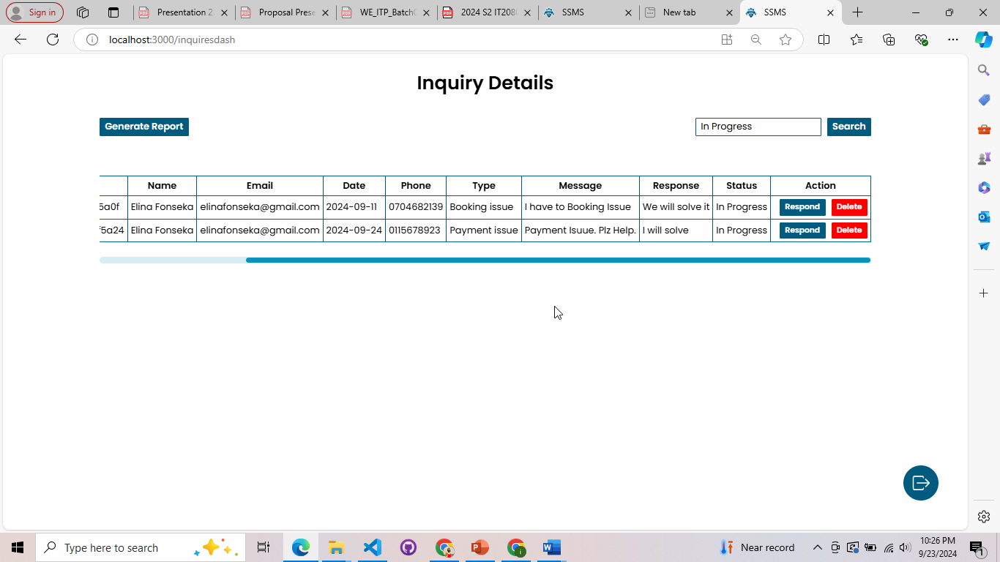 Sign in
Presentation 2
Proposal Prese
WE_ITP_Batch
2024 S2 IT208
SSMS
New tab
SSMS
localhost:3000/inquiresdash
Inquiry Details
Generate Report
In Progress
Search
Name Email Date Phone Type Message Response Status Action
5a0f Elina Fonseka elinafonseka@gmail.com 2024-09-11 0704682139 Booking issue I have to Booking Issue We will solve it In Progress Respond Delete
5a24 Elina Fonseka elinafonseka@gmail.com 2024-09-24 0115678923 Payment issue Payment Isuue. Plz Help. I will solve In Progress Respond Delete
Type here to search
Near record
10:26 PM
9/23/2024
1